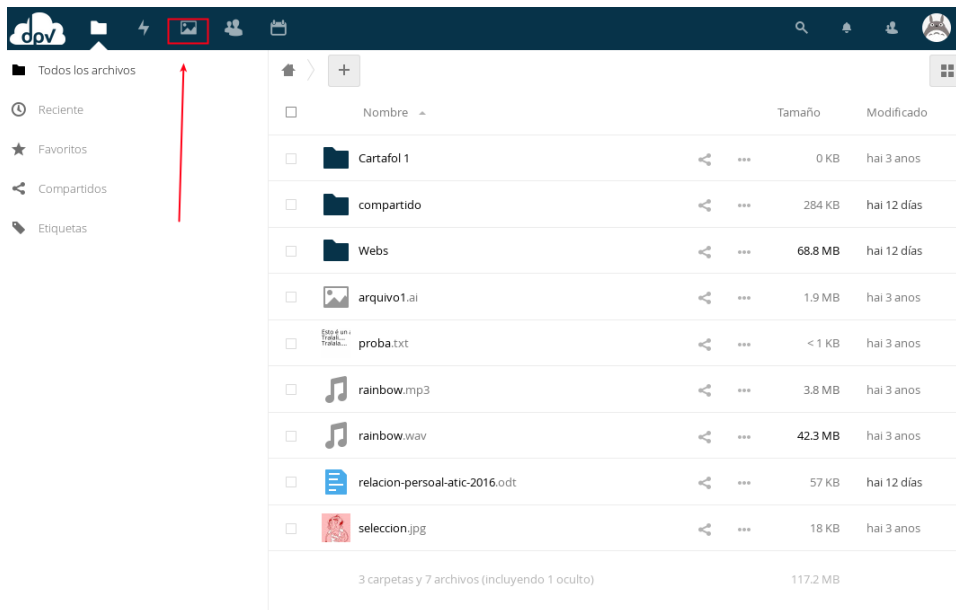 dpv
Todos los archivos
Reciente
Favoritos
Compartidos
Etiquetas
+
Nombre Tamaño Modificado
Cartafol 1 0 KB hai 3 anos
compartido 284 KB hai 12 días
Webs 68.8 MB hai 12 días
arquivo1.ai 1.9 MB hai 3 anos
Esto é un a
Tralalí....
Tralala....
proba.txt < 1 KB hai 3 anos
rainbow.mp3 3.8 MB hai 3 anos
rainbow.wav 42.3 MB hai 3 anos
relacion-persoal-atic-2016.odt 57 KB hai 12 días
seleccion.jpg 18 KB hai 3 anos
3 carpetas y 7 archivos (incluyendo 1 oculto) 117.2 MB